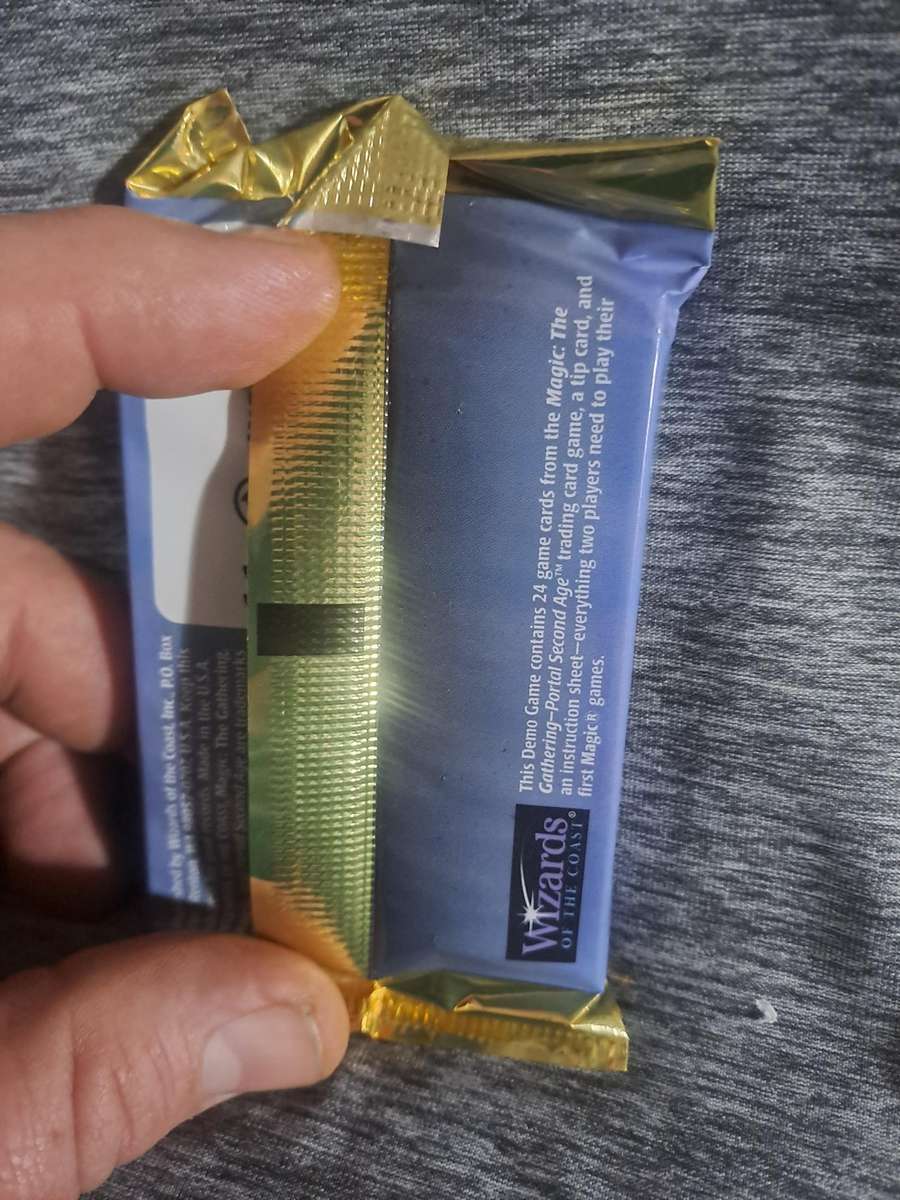 This Demo Game contains 24 game cards from the Magic: The
Gathering–Portal Second Age™ trading card game, a tip card, and
an instruction sheet—everything two players need to play their
first Magic® games.
Wizards
OF THE COAST®
by Wizards of the Coast, Inc., P.O. Box
U.S.A. Keep this
Made in the U.S.A.
Magic: The Gathering,
trademarks